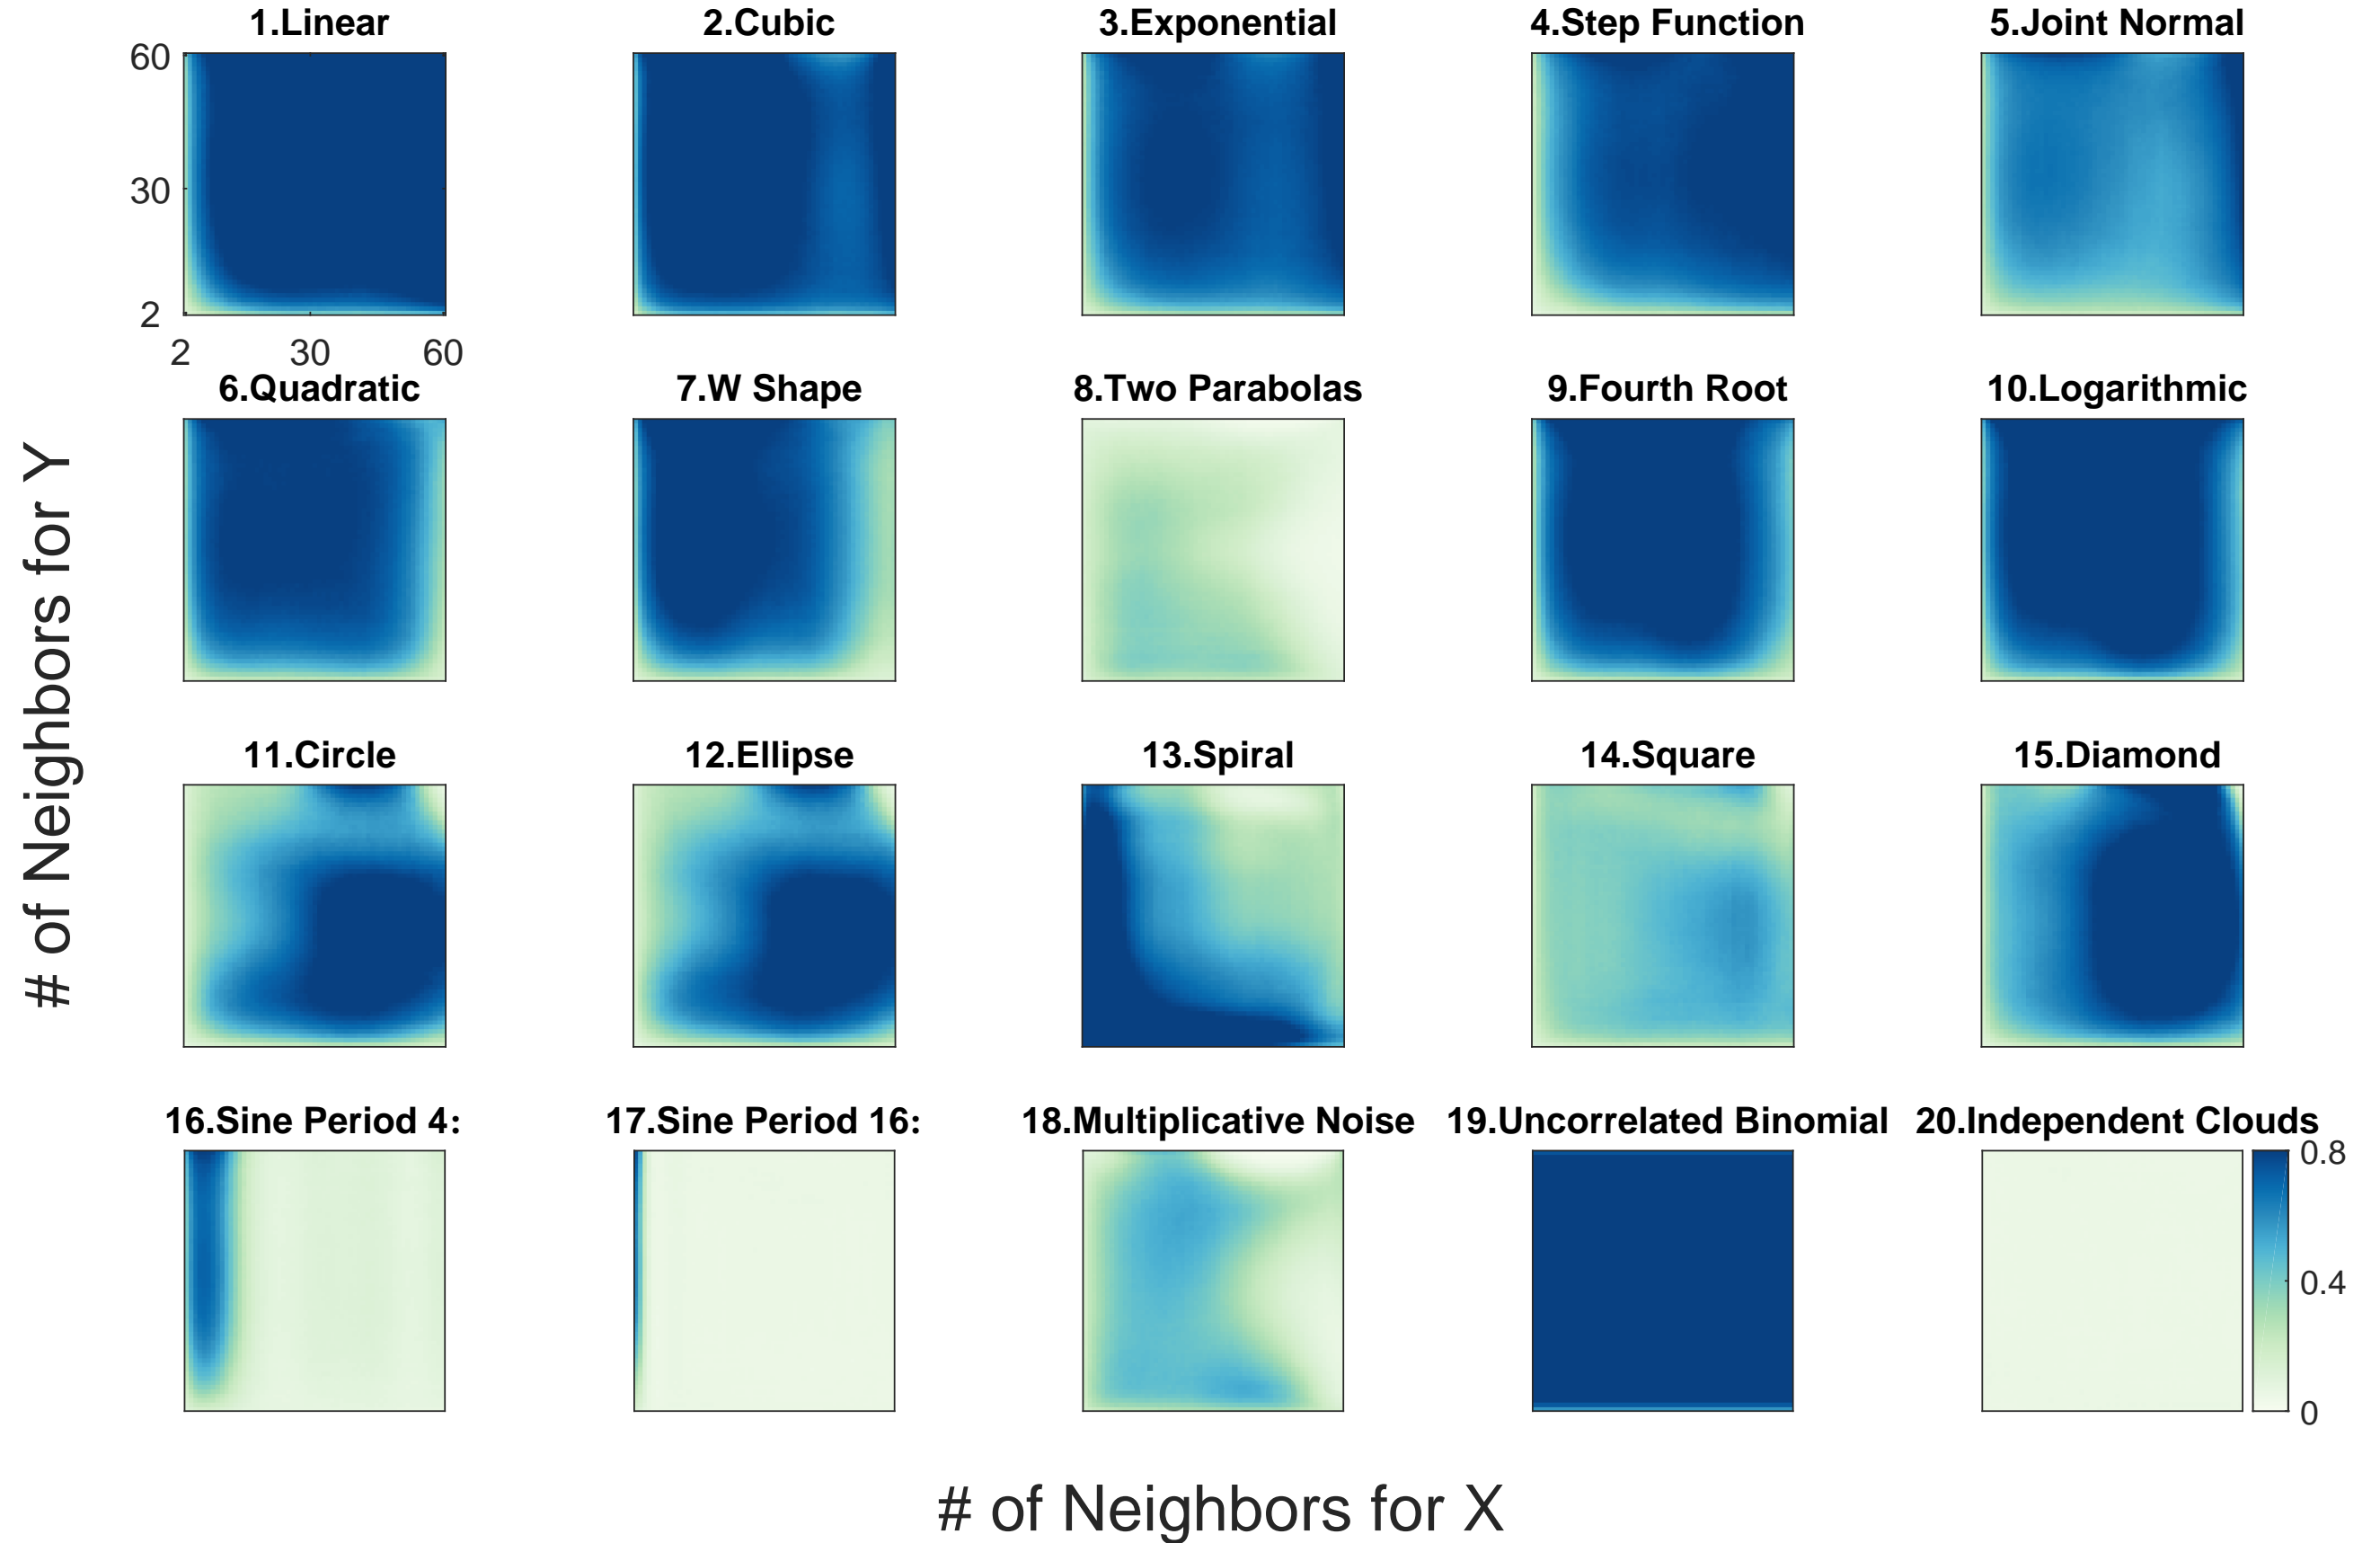 1.Linear
2.Cubic
3.Exponential
4.Step Function
5.Joint Normal
60
30
2
2
30
60
6.Quadratic
7.W Shape
8.Two Parabolas
9.Fourth Root
10.Logarithmic
# of Neighbors for Y
11.Circle
12.Ellipse
13.Spiral
14.Square
15.Diamond
16.Sine Period 4:
17.Sine Period 16:
18.Multiplicative Noise
19.Uncorrelated Binomial
20.Independent Clouds
0.8
0.4
0
# of Neighbors for X